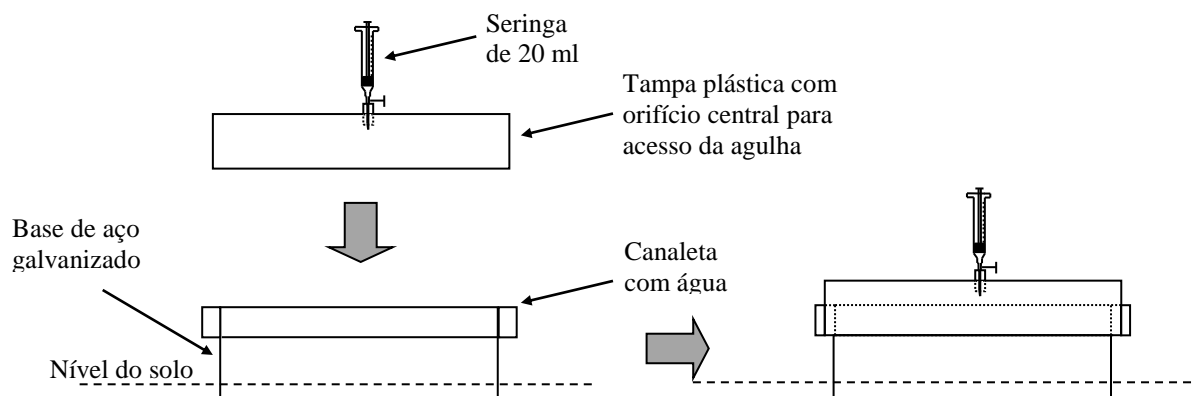 Seringa
de 20 ml
Tampa plástica com
orifício central para
acesso da agulha
Base de aço
galvanizado
Canaleta
com água
Nível do solo